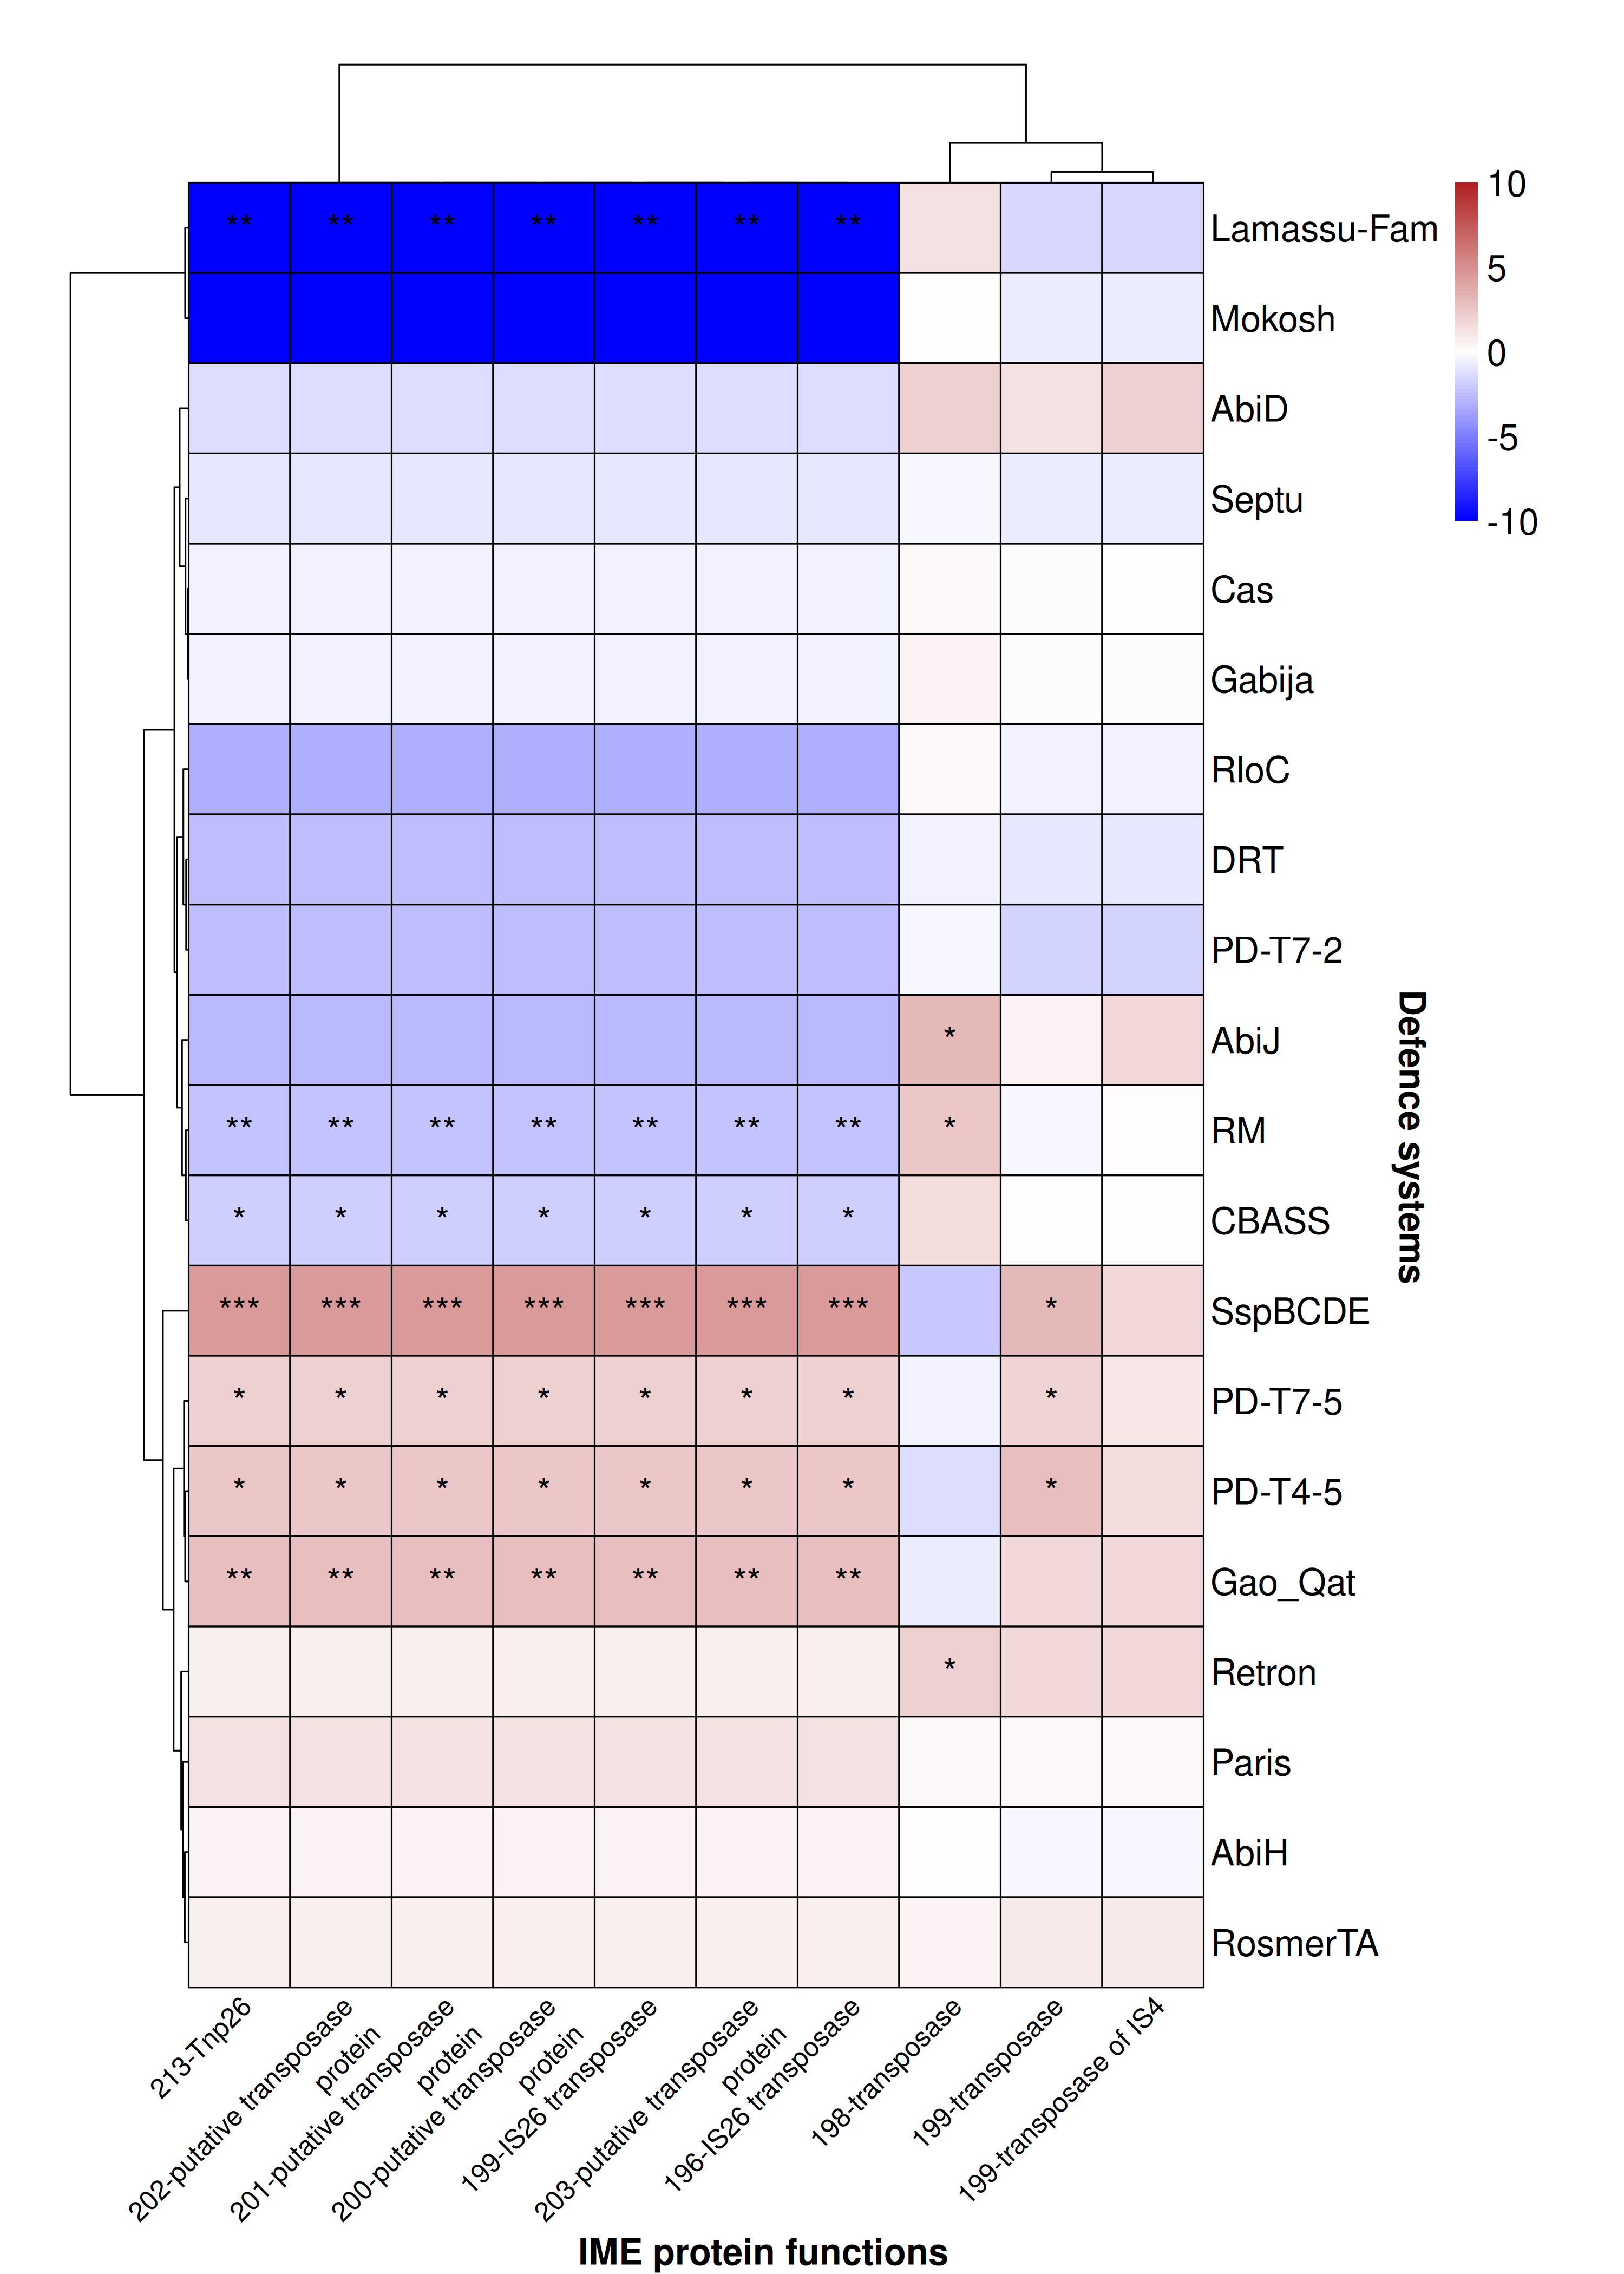 10
5
0
-5
-10
** ** ** ** ** ** ** Lamassu-Fam
Mokosh
AbiD
Septu
Cas
Gabija
RloC
DRT
PD-T7-2
* AbiJ
** ** ** ** ** ** ** * RM
* * * * * * * CBASS
*** *** *** *** *** *** *** * SspBCDE
* * * * * * * * PD-T7-5
* * * * * * * * PD-T4-5
** ** ** ** ** ** ** Gao_Qat
* Retron
Paris
AbiH
RosmerTA
Defence systems
213-Tnp26
202-putative transposase
protein
201-putative transposase
protein
200-putative transposase
protein
199-IS26 transposase
203-putative transposase
protein
196-IS26 transposase
198-transposase
199-transposase
199-transposase of IS4
IME protein functions